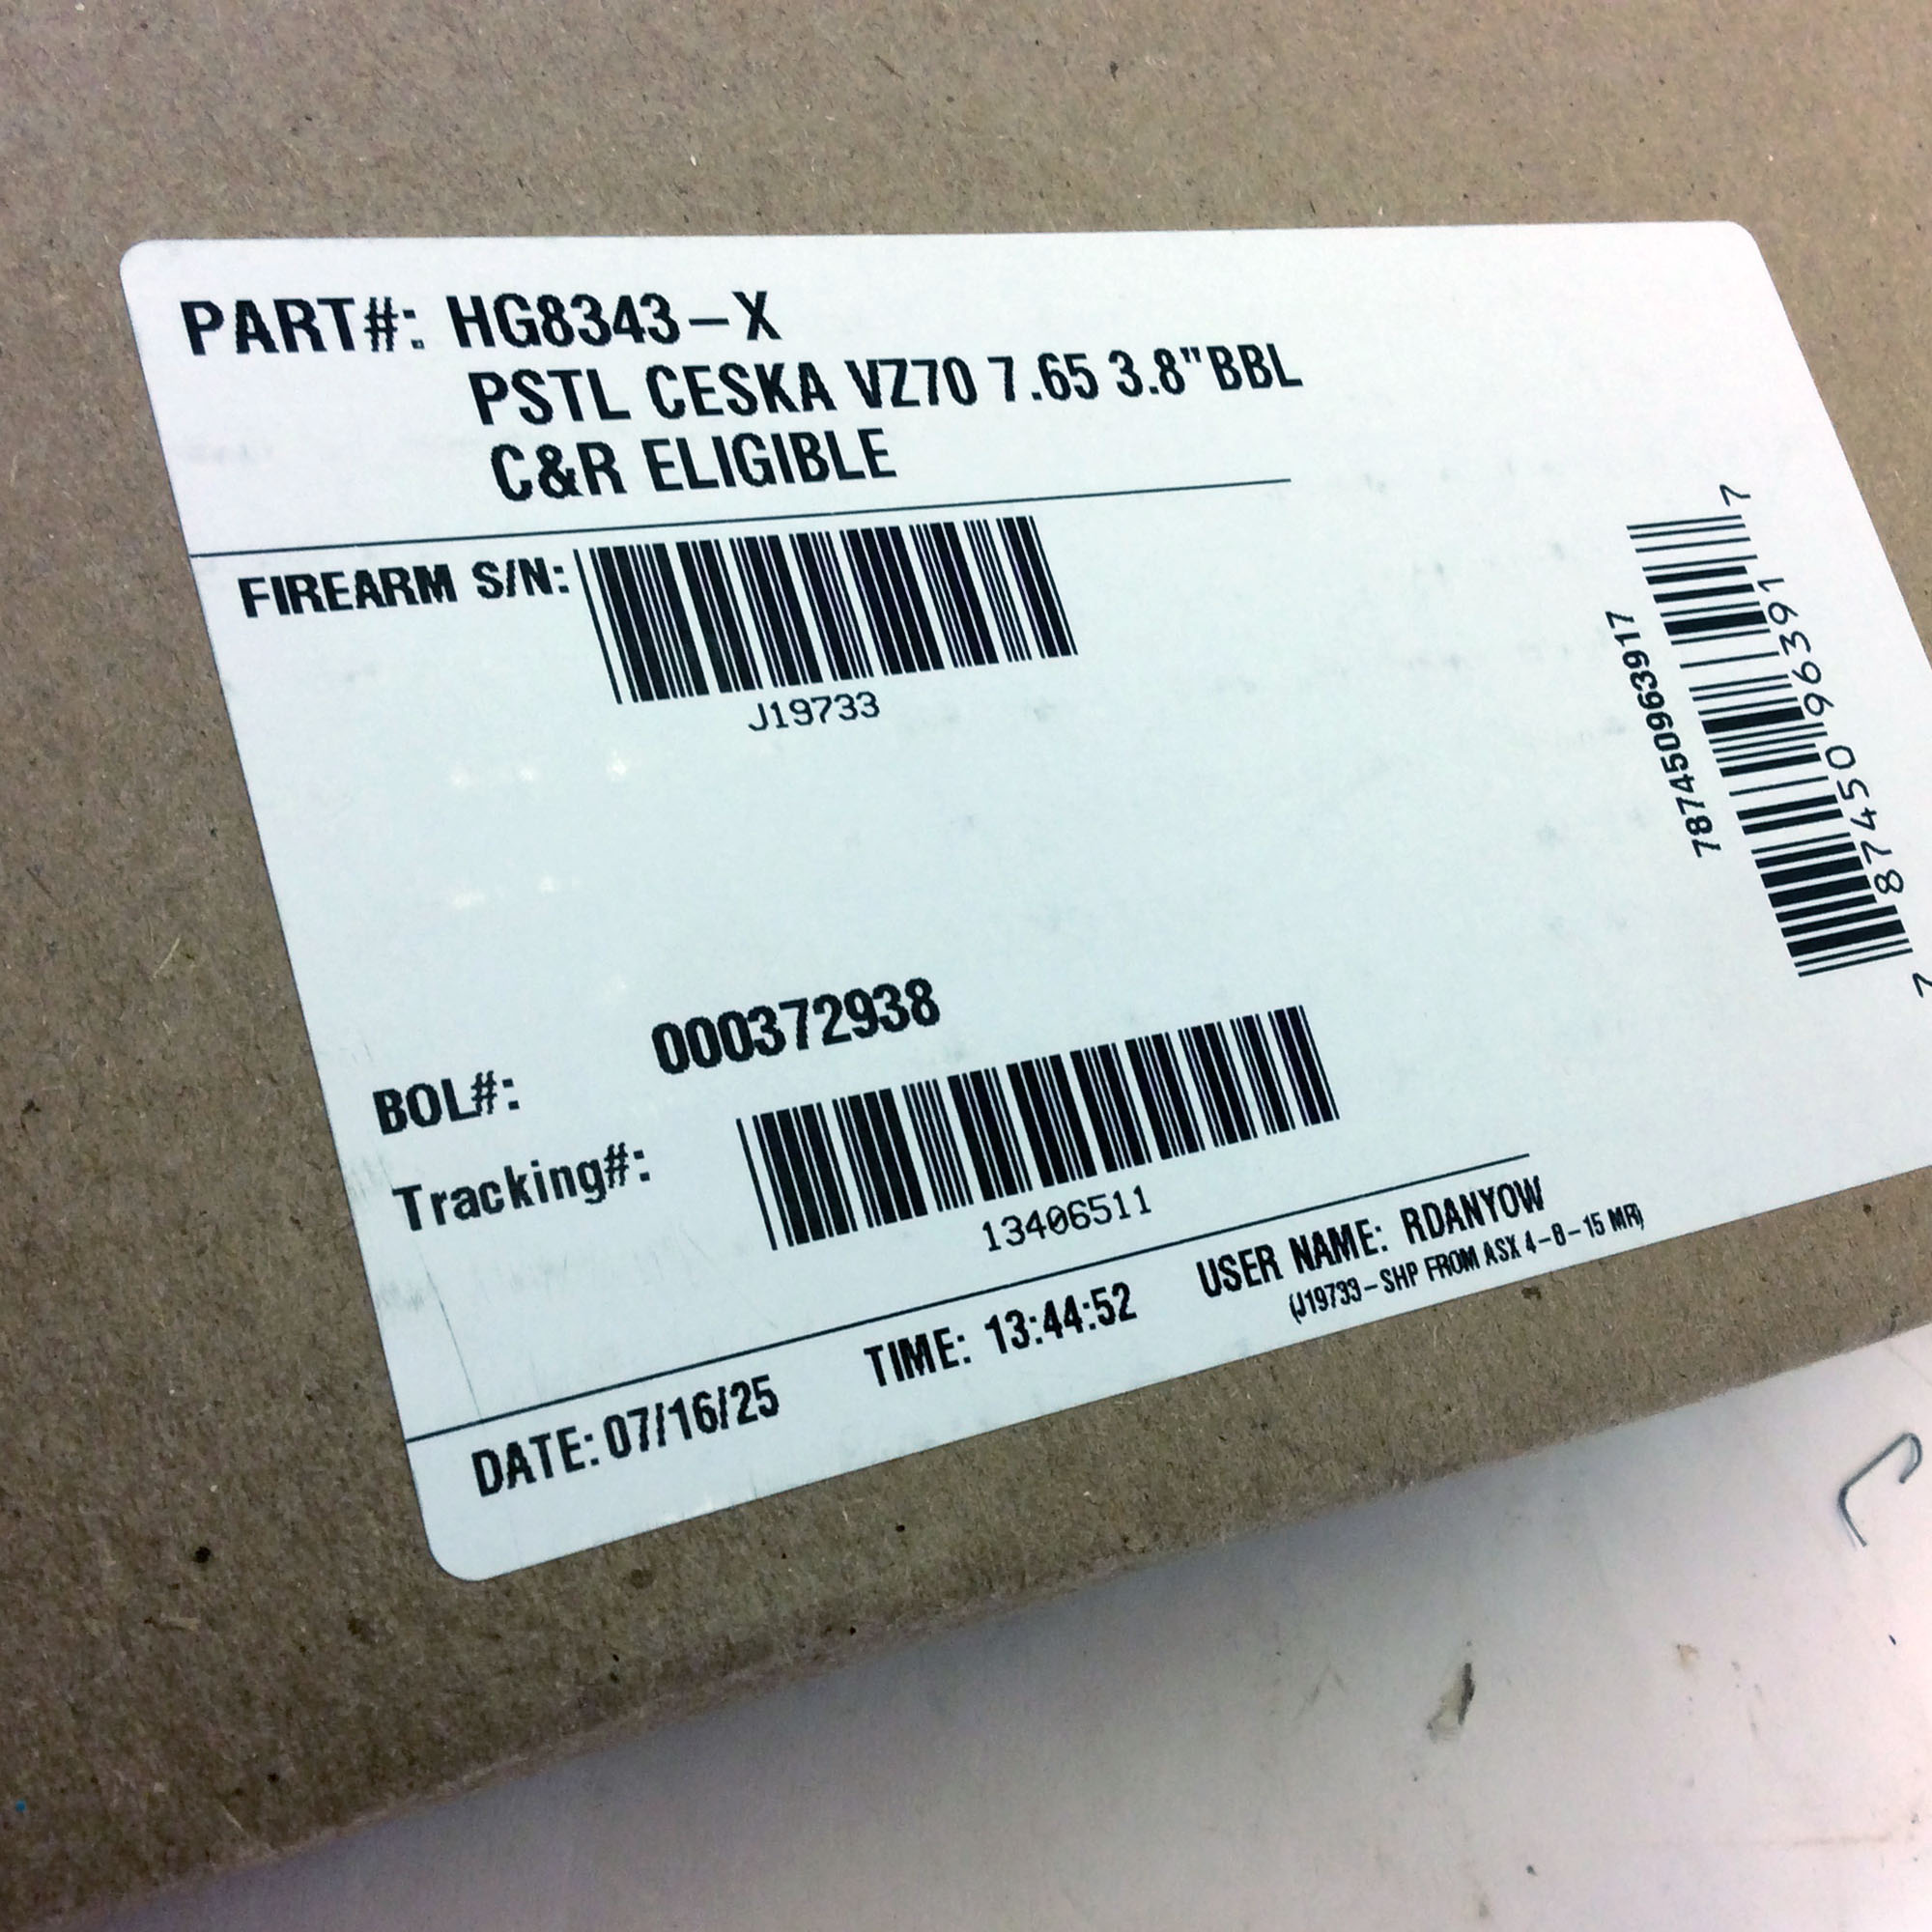 PART#: HG8343-X
PSTL CESKA VZ70 7.65 3.8"BBL
C&R ELIGIBLE
FIREARM S/N:
J19733
787450963917
7 87450 96391 7
BOL#: 000372938
Tracking#:
13406511
DATE: 07/16/25 TIME: 13:44:52 USER NAME: RDANYOW
(J19733-SHP FROM ASX 4-8-15 MR)